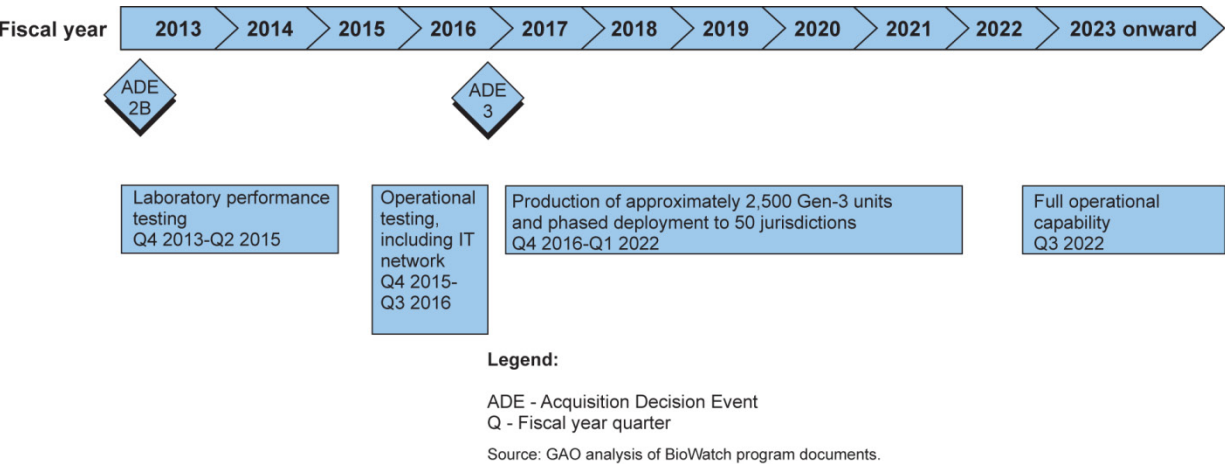 Fiscal year 2013 2014 2015 2016 2017 2018 2019 2020 2021 2022 2023 onward
ADE
2B
ADE
3
Laboratory performance
testing
Q4 2013-Q2 2015
Operational
testing,
including IT
network
Q4 2015-
Q3 2016
Production of approximately 2,500 Gen-3 units
and phased deployment to 50 jurisdictions
Q4 2016-Q1 2022
Full operational
capability
Q3 2022
Legend:
ADE - Acquisition Decision Event
Q - Fiscal year quarter
Source: GAO analysis of BioWatch program documents.